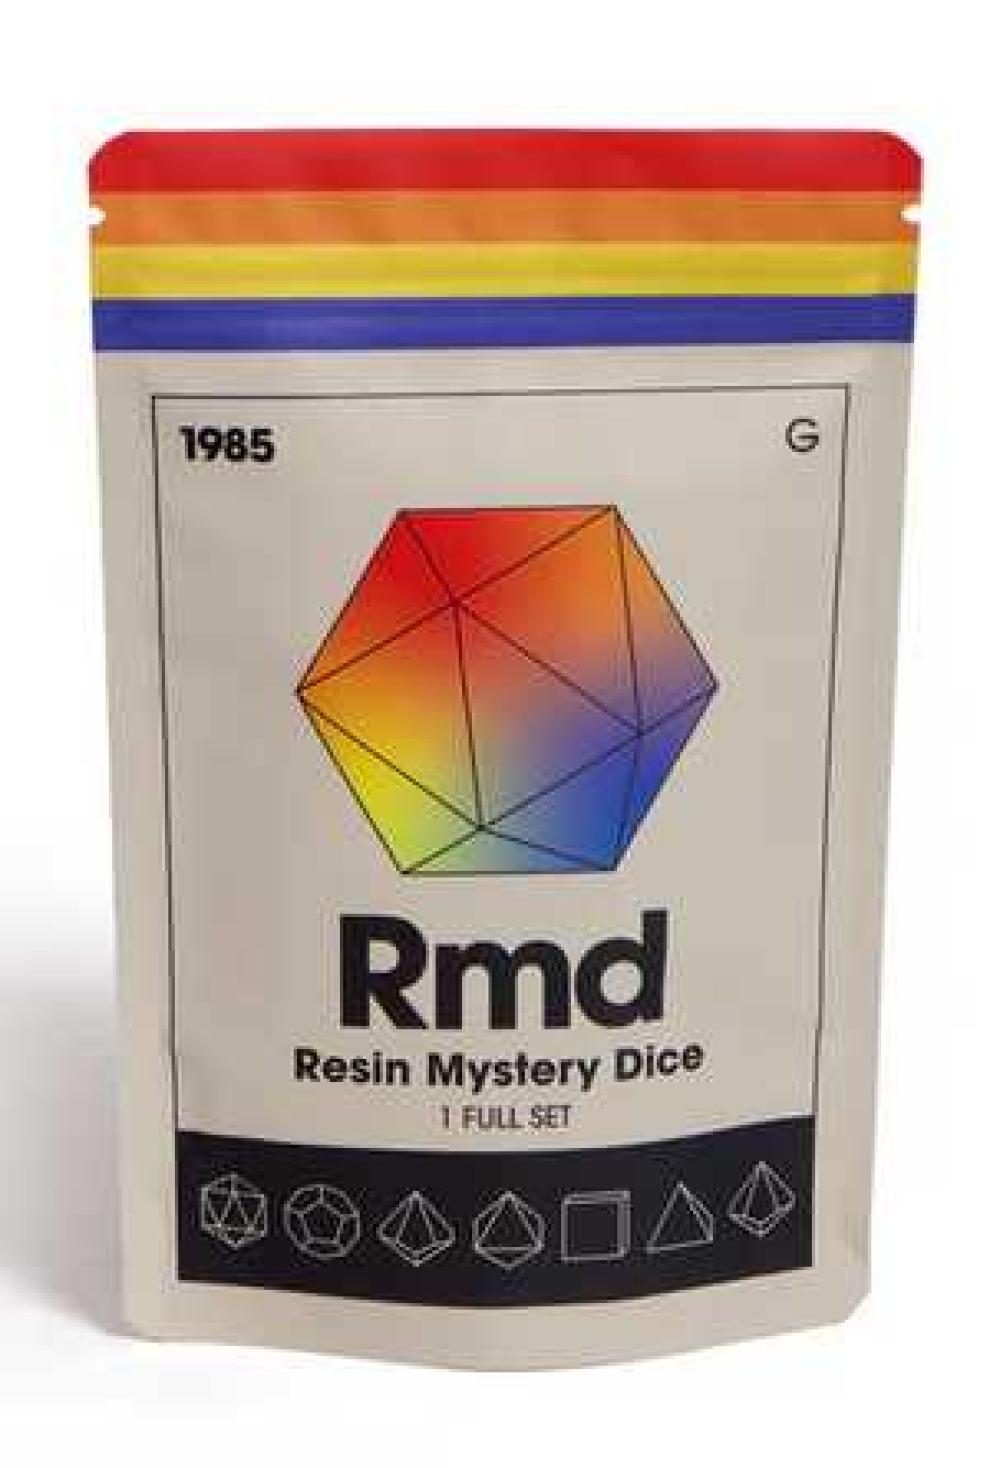 1985
G
Rmd
Resin Mystery Dice
1 FULL SET